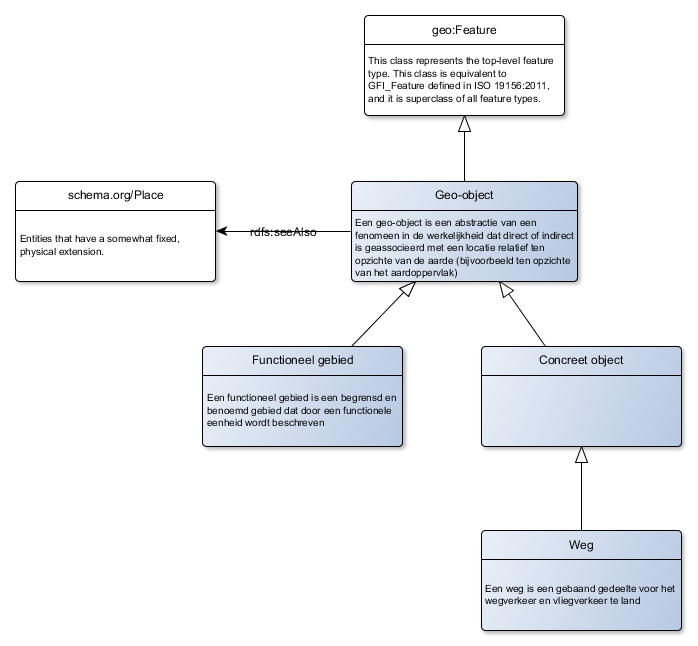 geo:Feature
This class represents the top-level feature
type. This class is equivalent to
GFI_Feature defined in ISO 19156:2011,
and it is superclass of all feature types.
schema.org/Place
Entities that have a somewhat fixed,
physical extension.
rdfs:seeAlso
Geo-object
Een geo-object is een abstractie van een
fenomeen in de werkelijkheid dat direct of indirect
is geassocieerd met een locatie relatief ten
opzichte van de aarde (bijvoorbeeld ten opzichte
van het aardoppervlak)
Functioneel gebied
Een functioneel gebied is een begrensd en
benoemd gebied dat door een functionele
eenheid wordt beschreven
Concreet object
Weg
Een weg is een gebaand gedeelte voor het
wegverkeer en vliegverkeer te land